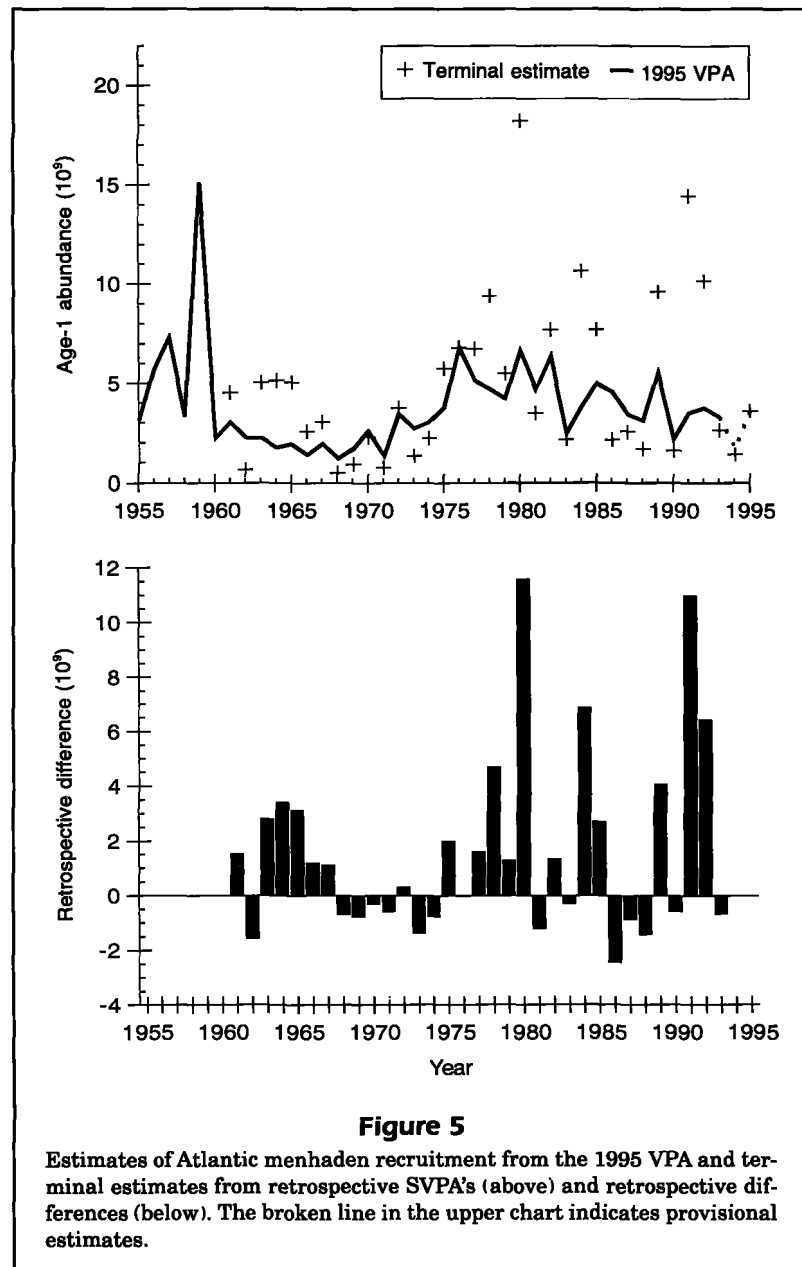 + Terminal estimate — 1995 VPA
Age-1 abundance (10⁹)
20
15
10
5
0
1955 1960 1965 1970 1975 1980 1985 1990 1995
Retrospective difference (10⁹)
12
10
8
6
4
2
0
-2
-4
1955 1960 1965 1970 1975 1980 1985 1990 1995
Year
Figure 5
Estimates of Atlantic menhaden recruitment from the 1995 VPA and ter-
minal estimates from retrospective SVPA's (above) and retrospective dif-
ferences (below). The broken line in the upper chart indicates provisional
estimates.